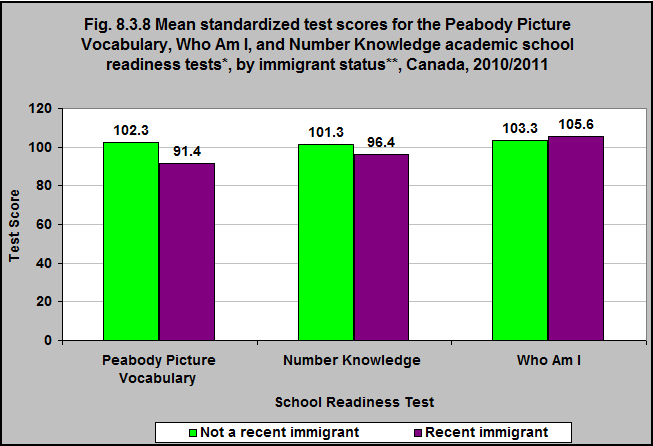 Fig. 8.3.8 Mean standardized test scores for the Peabody Picture
Vocabulary, Who Am I, and Number Knowledge academic school
readiness tests*, by immigrant status**, Canada, 2010/2011
120
100
80
60
40
20
0
Test Score
102.3
91.4
101.3
96.4
103.3
105.6
Peabody Picture
Vocabulary
Number Knowledge
Who Am I
School Readiness Test
Not a recent immigrant
Recent immigrant